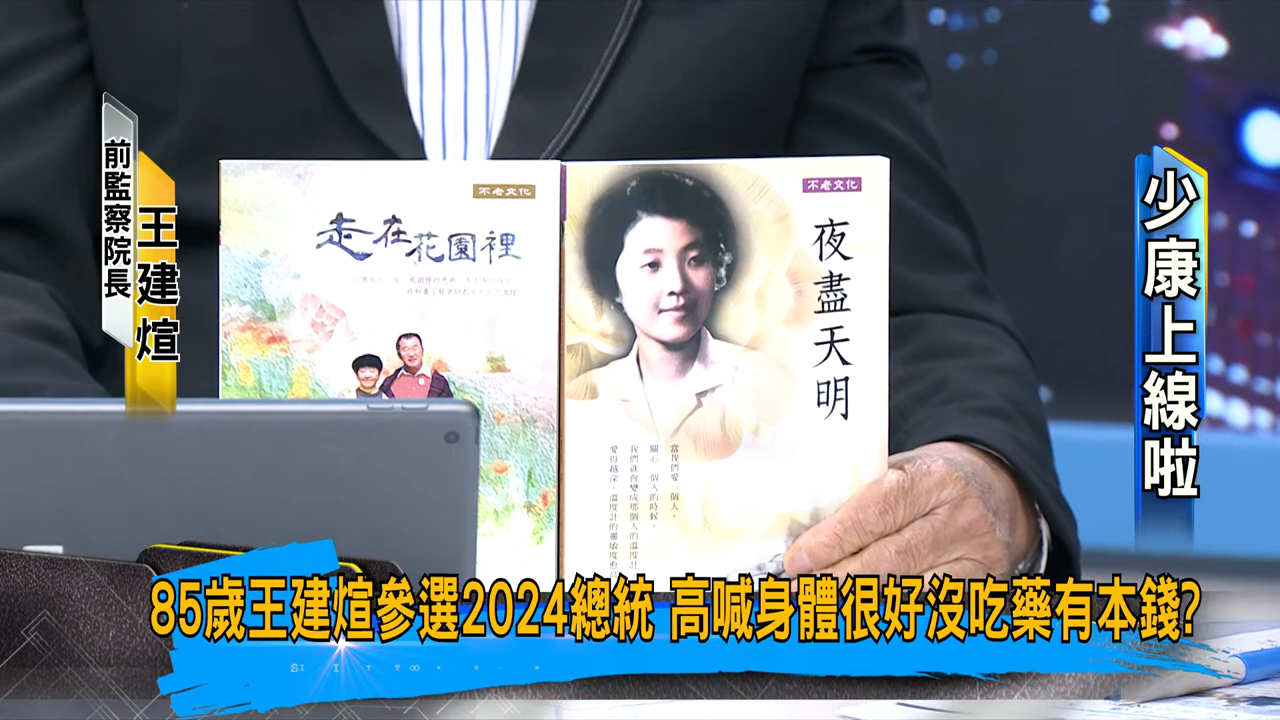 前監察院長
王建煊
少康上線啦
不老文化
走在花園裡
不老文化
夜盡天明
當我們愛一個人，
關心一個人的時候，
我們就會變成那個人的溫度計，
愛得越深，溫度計的靈敏度愈
85歲王建煊參選2024總統 高喊身體很好沒吃藥有本錢?